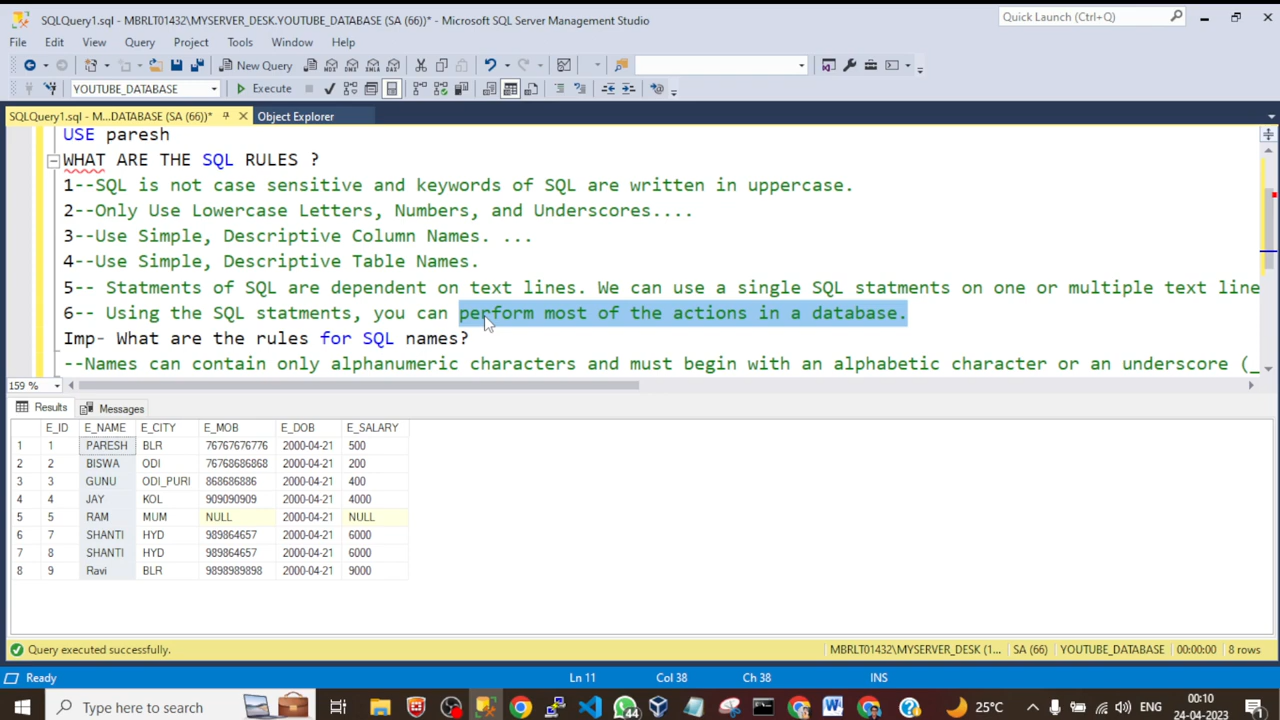 SQLQuery1.sql - MBRLT01432\MYSERVER_DESK.YOUTUBE_DATABASE (SA (66))* - Microsoft SQL Server Management Studio
Quick Launch (Ctrl+Q)
File Edit View Query Project Tools Window Help
New Query
YOUTUBE_DATABASE Execute
SQLQuery1.sql - M...DATABASE (SA (66))* Object Explorer
USE paresh
WHAT ARE THE SQL RULES ?
1--SQL is not case sensitive and keywords of SQL are written in uppercase.
2--Only Use Lowercase Letters, Numbers, and Underscores....
3--Use Simple, Descriptive Column Names. ...
4--Use Simple, Descriptive Table Names.
5-- Statments of SQL are dependent on text lines. We can use a single SQL statments on one or multiple text line
6-- Using the SQL statments, you can perform most of the actions in a database.
Imp- What are the rules for SQL names?
--Names can contain only alphanumeric characters and must begin with an alphabetic character or an underscore (_
159 %
Results Messages
E_ID E_NAME E_CITY E_MOB E_DOB E_SALARY
1 1 PARESH BLR 76767676776 2000-04-21 500
2 2 BISWA ODI 76768686868 2000-04-21 200
3 3 GUNU ODI_PURI 868686886 2000-04-21 400
4 4 JAY KOL 909090909 2000-04-21 4000
5 5 RAM MUM NULL 2000-04-21 NULL
6 7 SHANTI HYD 989864657 2000-04-21 6000
7 8 SHANTI HYD 989864657 2000-04-21 6000
8 9 Ravi BLR 9898989898 2000-04-21 9000
Query executed successfully. MBRLT01432\MYSERVER_DESK (1... SA (66) YOUTUBE_DATABASE 00:00:00 8 rows
Ready Ln 11 Col 38 Ch 38 INS
Type here to search 44 25°C ENG 00:10
24-04-2023 1